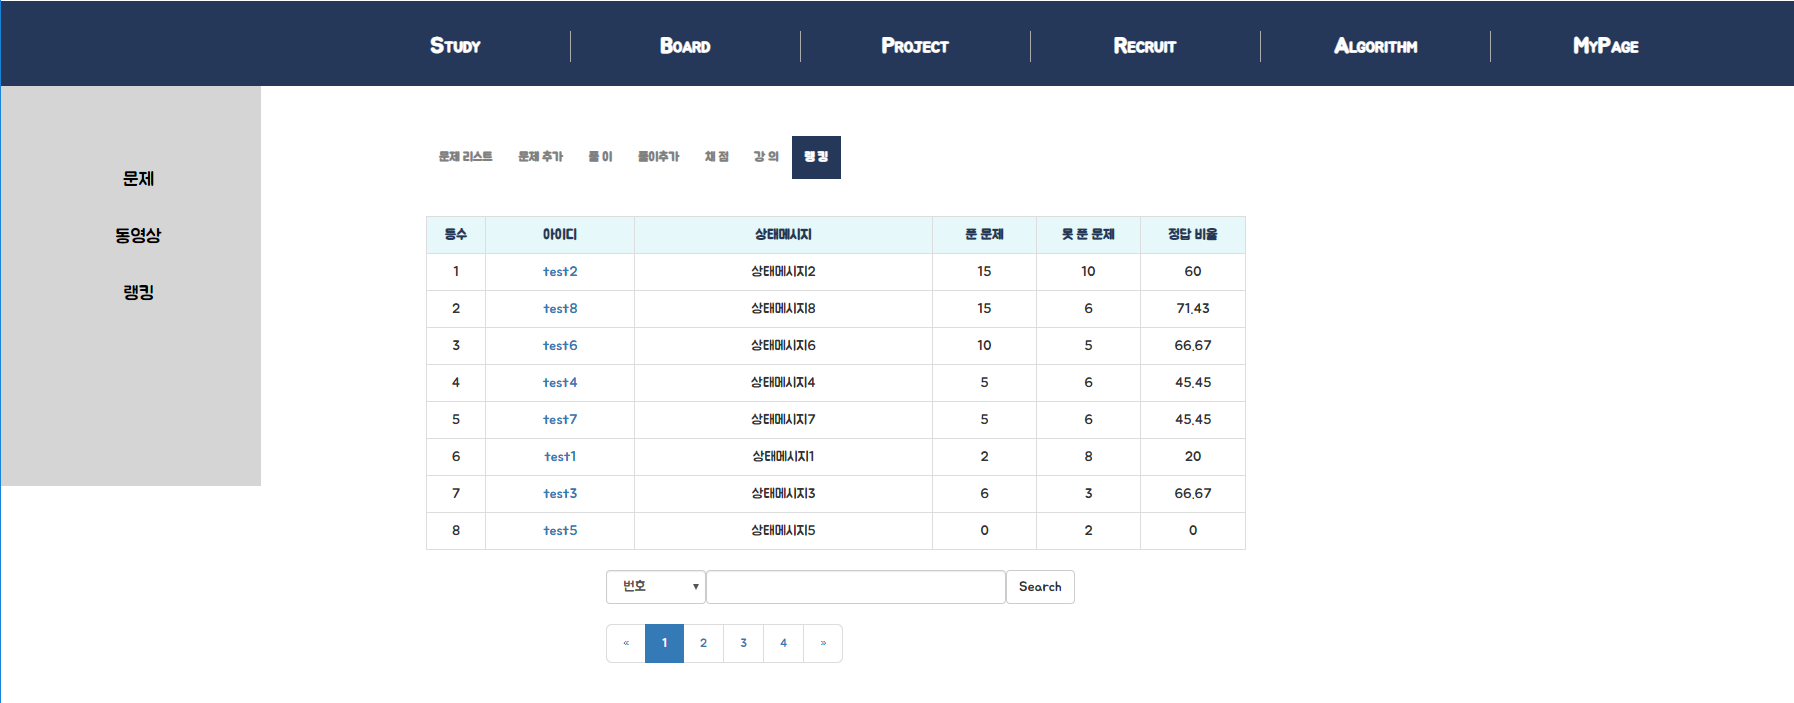 Study Board Project Recruit Algorithm MyPage
문제
동영상
랭킹
문제 리스트 문제 추가 풀 이 풀이추가 채 점 강 의 랭 킹
등수 아이디 상태메시지 푼 문제 못 푼 문제 정답 비율
1 test2 상태메시지2 15 10 60
2 test8 상태메시지8 15 6 71.43
3 test6 상태메시지6 10 5 66.67
4 test4 상태메시지4 5 6 45.45
5 test7 상태메시지7 5 6 45.45
6 test1 상태메시지1 2 8 20
7 test3 상태메시지3 6 3 66.67
8 test5 상태메시지5 0 2 0
번호 Search
« 1 2 3 4 »